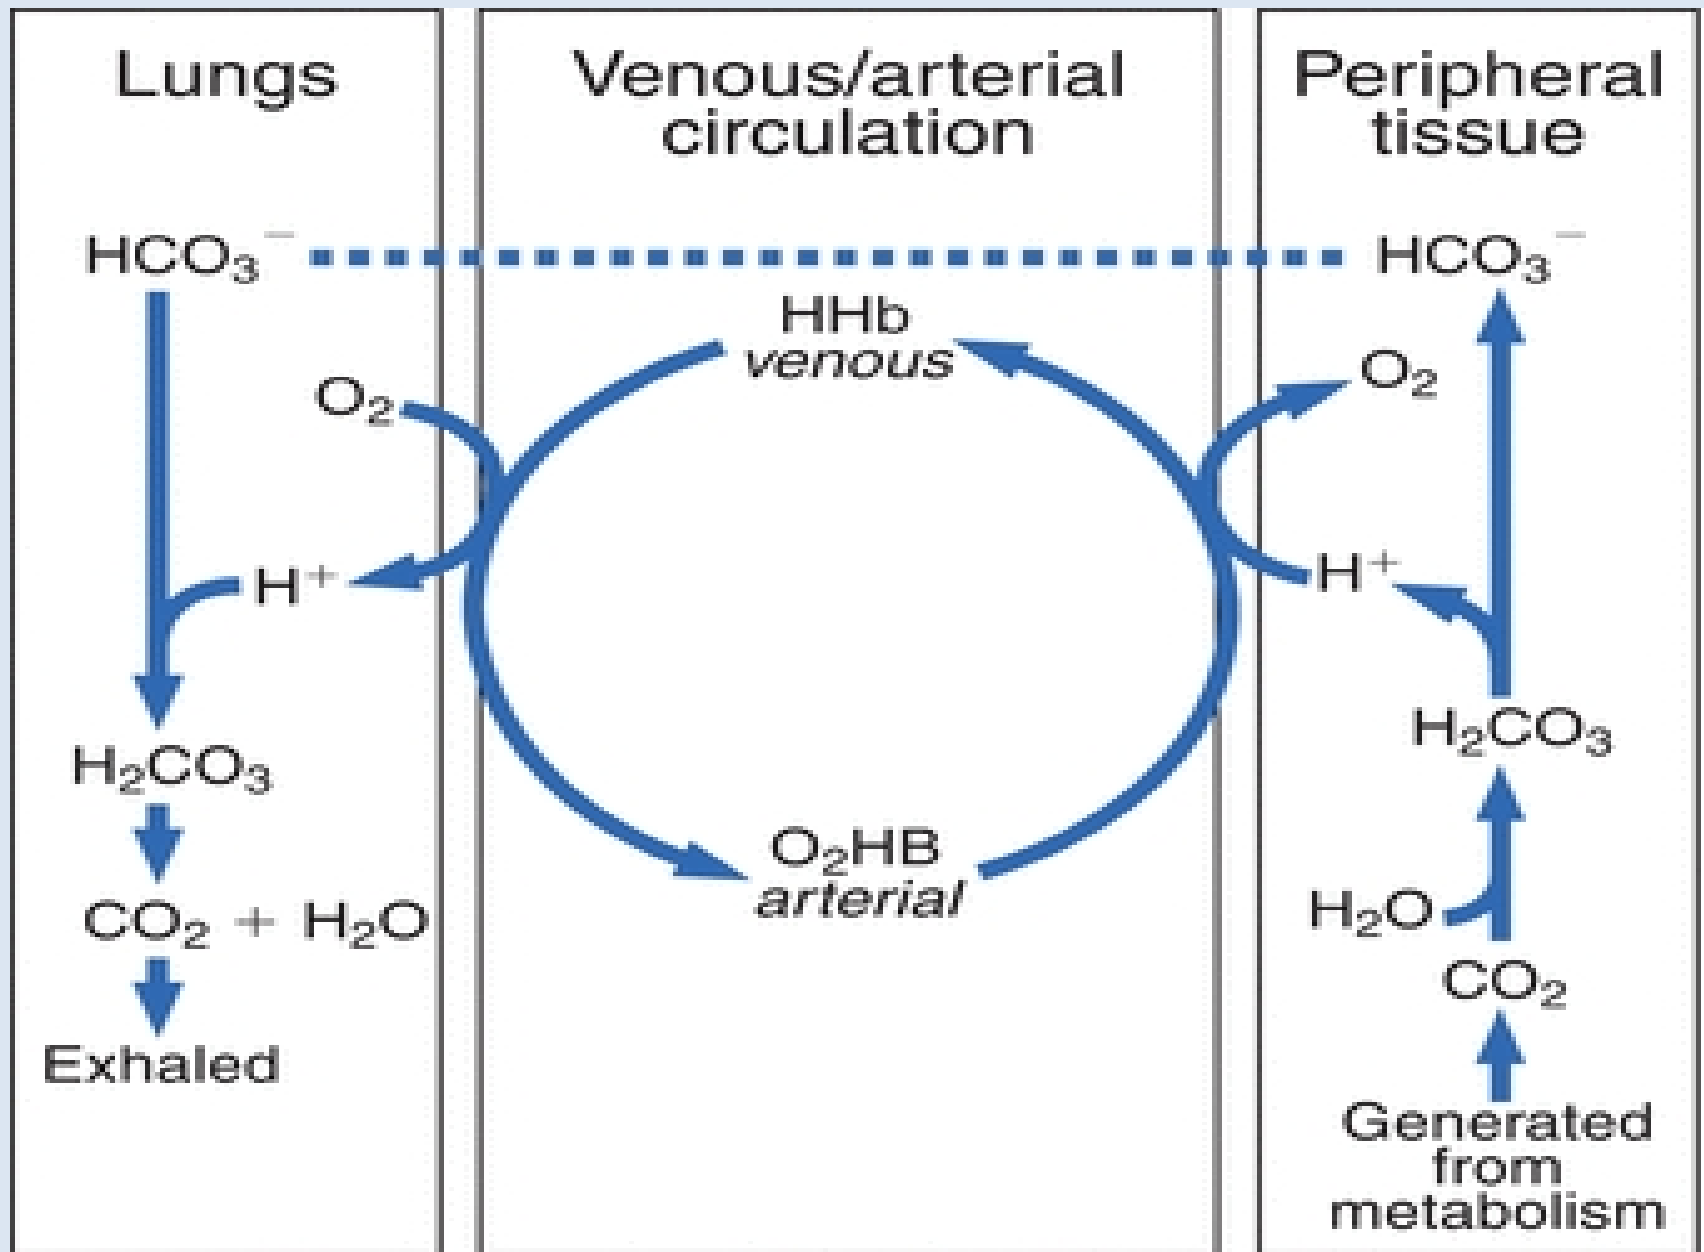 Lungs
HCO₃⁻
O₂
H⁺
H₂CO₃
CO₂ + H₂O
Exhaled
Venous/arterial
circulation
HHb
venous
O₂HB
arterial
Peripheral
tissue
HCO₃⁻
O₂
H⁺
H₂CO₃
H₂O
CO₂
Generated
from
metabolism